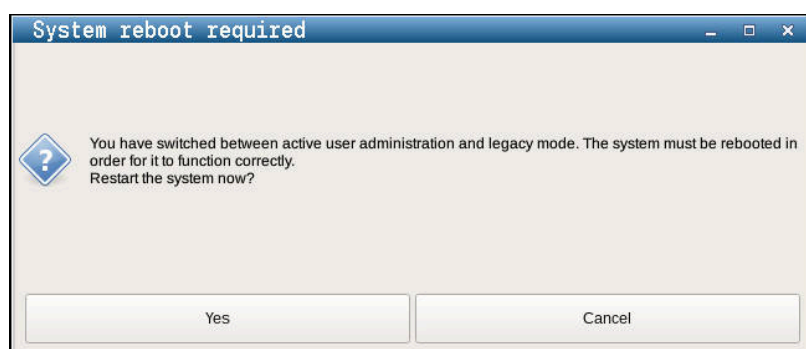 System reboot required
You have switched between active user administration and legacy mode. The system must be rebooted in
order for it to function correctly.
Restart the system now?
Yes
Cancel